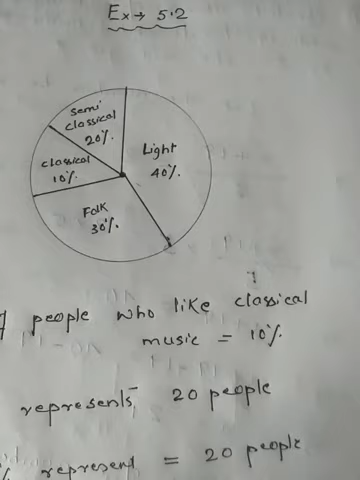 Ex → 5.2
Semi
classical
20%.
Light
40%.
classical
10%.
Folk
30%.
people who like classical
music = 10%
represents 20 people
% represent = 20 people